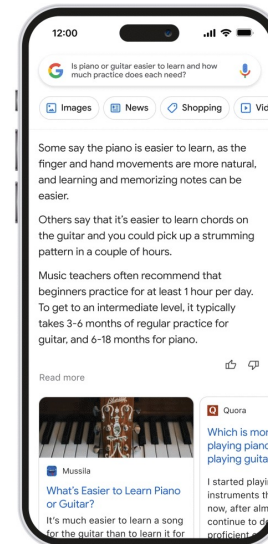 12:00
Is piano or guitar easier to learn and how
much practice does each need?
Images
News
Shopping
Vid
Some say the piano is easier to learn, as the
finger and hand movements are more natural,
and learning and memorizing notes can be
easier.
Others say that it's easier to learn chords on
the guitar and you could pick up a strumming
pattern in a couple of hours.
Music teachers often recommend that
beginners practice for at least 1 hour per day.
To get to an intermediate level, it typically
takes 3-6 months of regular practice for
guitar, and 6-18 months for piano.
Read more
Mussila
What's Easier to Learn Piano
or Guitar?
It's much easier to learn a song
for the guitar than to learn it for
Quora
Which is mor
playing piano
playing guita
I started playi
instruments th
now, after alm
continue to de
proficient